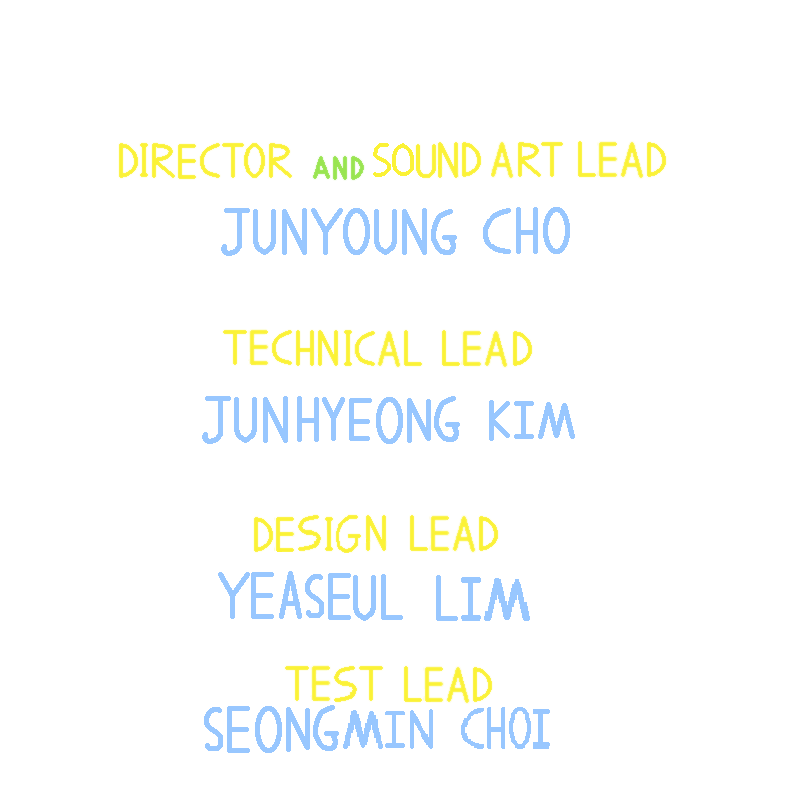 DIRECTOR AND SOUND ART LEAD
JUNYOUNG CHO
TECHNICAL LEAD
JUNHYEONG KIM
DESIGN LEAD
YEASEUL LIM
TEST LEAD
SEONGMIN CHOI